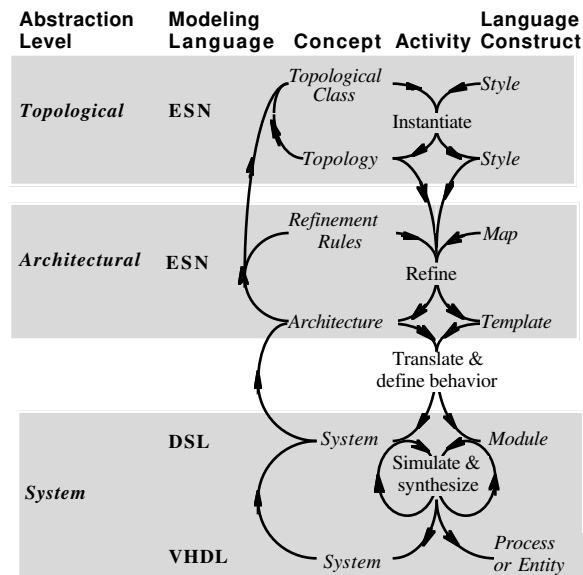 Abstraction Level
Modeling Language
Concept
Activity
Language Construct
Topological
ESN
Topological Class
Style
Instantiate
Topology
Style
Refinement Rules
Map
Architectural
ESN
Refine
Architecture
Template
Translate &
define behavior
DSL
System
Module
Simulate &
synthesize
System
VHDL
System
Process
or Entity